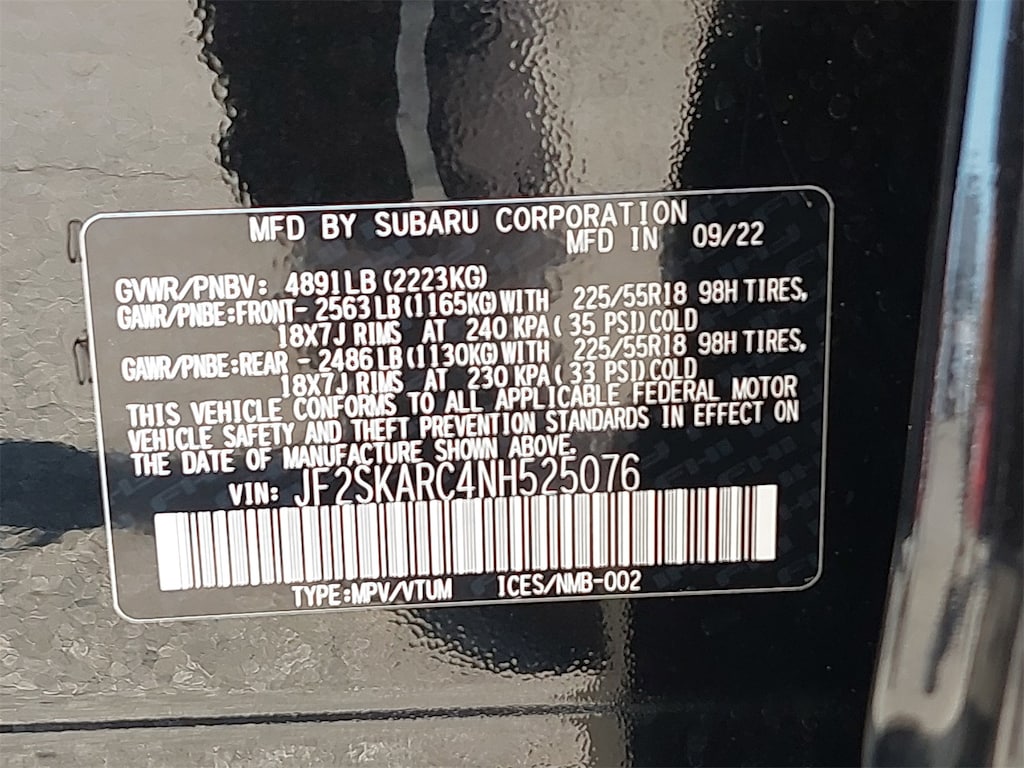 MFD BY SUBARU CORPORATION
MFD IN 09/22
GVWR/PNBV: 4891LB (2223KG)
GAWR/PNBE:FRONT- 2563LB (1165KG)WITH 225/55R18 98H TIRES,
18X7J RIMS AT 240 KPA( 35 PSI)COLD
GAWR/PNBE:REAR - 2486LB (1130KG)WITH 225/55R18 98H TIRES,
18X7J RIMS AT 230 KPA( 33 PSI)COLD
THIS VEHICLE CONFORMS TO ALL APPLICABLE FEDERAL MOTOR
VEHICLE SAFETY AND THEFT PREVENTION STANDARDS IN EFFECT ON
THE DATE OF MANUFACTURE SHOWN ABOVE.
VIN: JF2SKARC4NH525076
TYPE:MPV/VTUM ICES/NMB-002